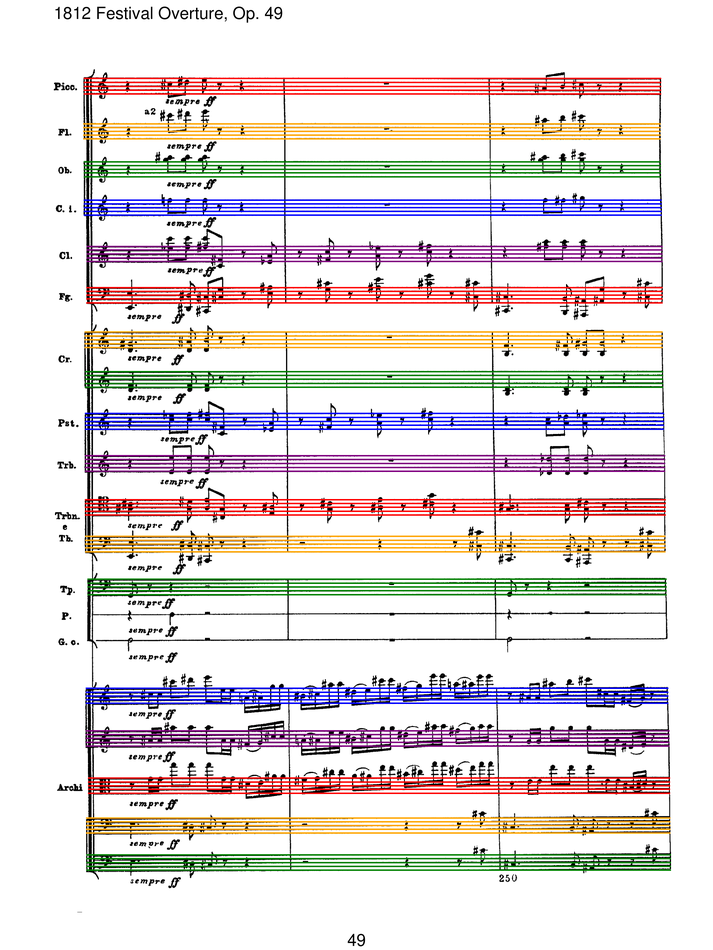 1812 Festival Overture, Op. 49
Picc.
sempre ff
a2
Fl.
sempre ff
Ob.
sempre ff
C. i.
sempre ff
Cl.
sempre ff
Fg.
sempre ff
Cr.
sempre ff
sempre ff
Pst.
sempre ff
Trb.
sempre ff
Trbn.
e
Tb.
sempre ff
sempre ff
Tp.
sempre ff
P.
sempre ff
G. c.
sempre ff
sempre ff
sempre ff
Archi
sempre ff
sempre ff
sempre ff
250
49